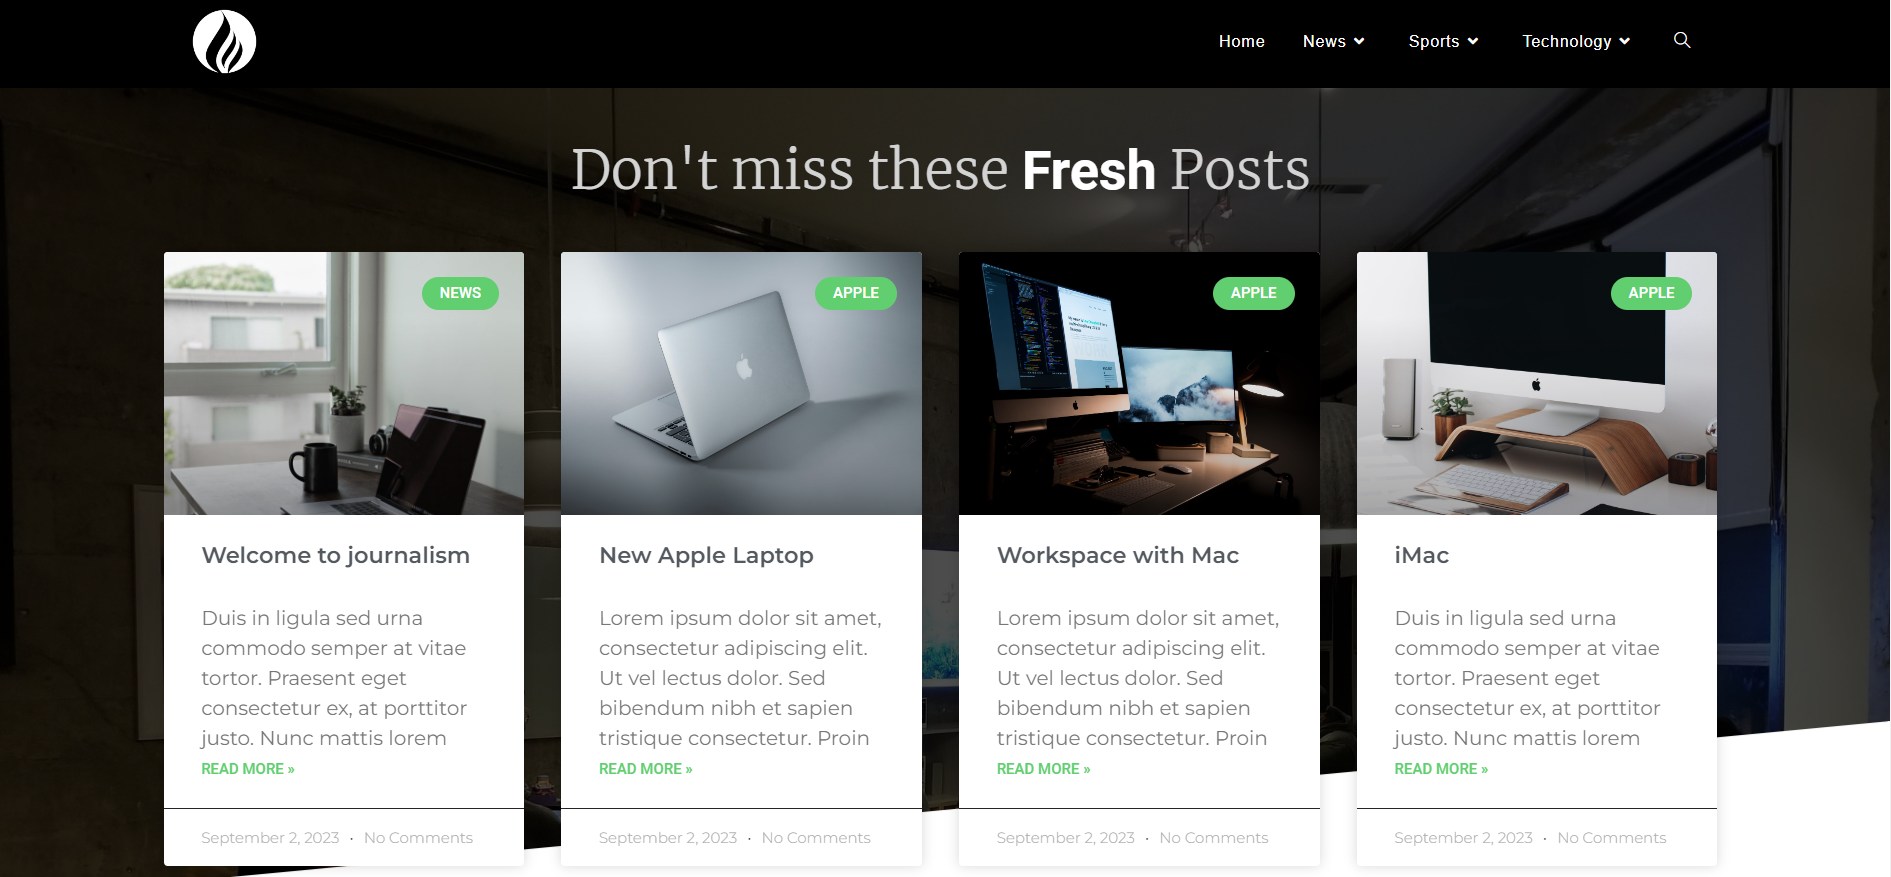 Home News Sports Technology
Don't miss these Fresh Posts
NEWS
Welcome to journalism
Duis in ligula sed urna
commodo semper at vitae
tortor. Praesent eget
consectetur ex, at porttitor
justo. Nunc mattis lorem
READ MORE »
September 2, 2023 • No Comments
APPLE
New Apple Laptop
Lorem ipsum dolor sit amet,
consectetur adipiscing elit.
Ut vel lectus dolor. Sed
bibendum nibh et sapien
tristique consectetur. Proin
READ MORE »
September 2, 2023 • No Comments
APPLE
Workspace with Mac
Lorem ipsum dolor sit amet,
consectetur adipiscing elit.
Ut vel lectus dolor. Sed
bibendum nibh et sapien
tristique consectetur. Proin
READ MORE »
September 2, 2023 • No Comments
APPLE
iMac
Duis in ligula sed urna
commodo semper at vitae
tortor. Praesent eget
consectetur ex, at porttitor
justo. Nunc mattis lorem
READ MORE »
September 2, 2023 • No Comments